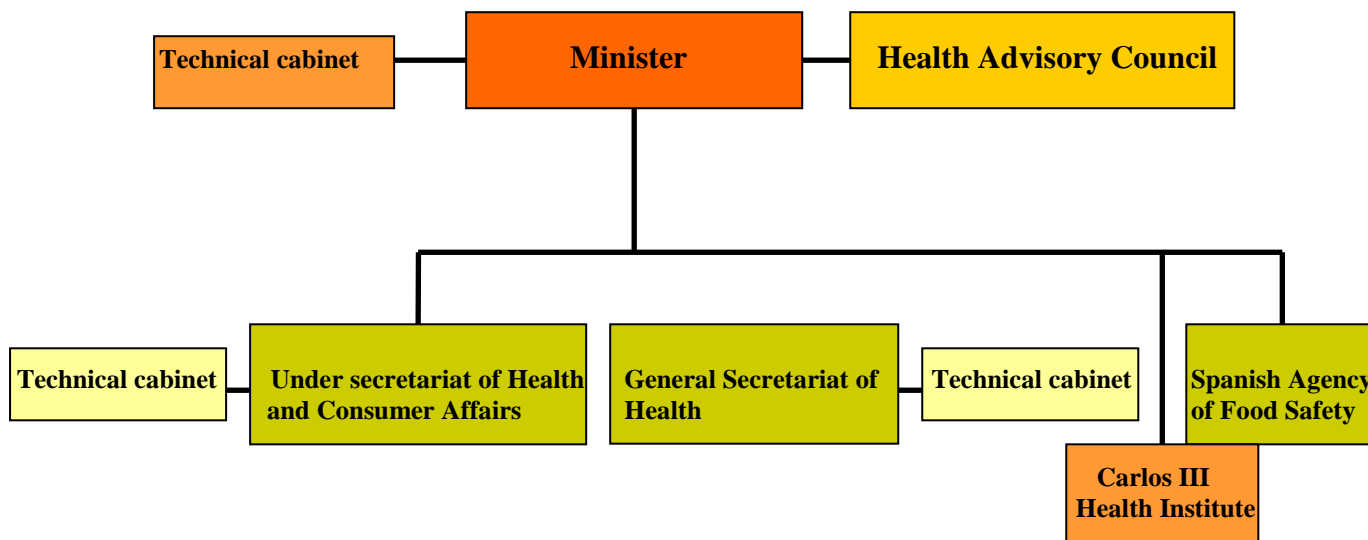 Technical cabinet
Minister
Health Advisory Council
Technical cabinet
Under secretariat of Health
and Consumer Affairs
General Secretariat of
Health
Technical cabinet
Spanish Agency
of Food Safety
Carlos III
Health Institute